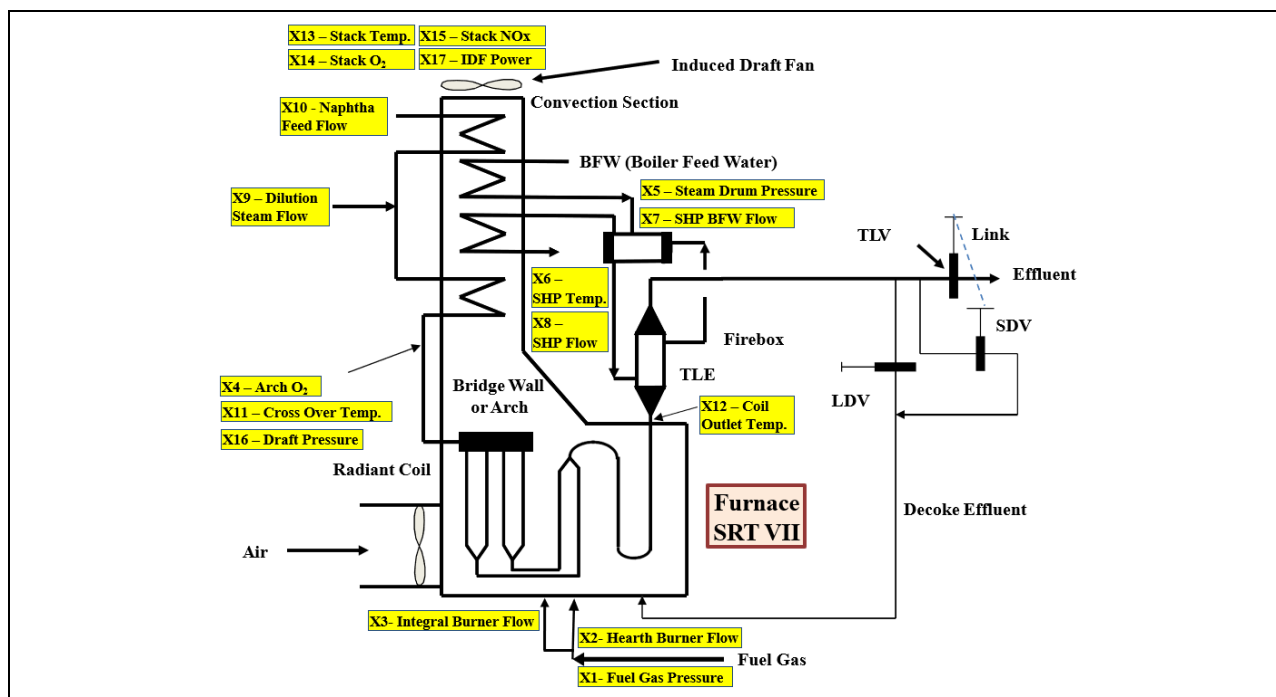 X13 – Stack Temp.
X15 – Stack NOx
X14 – Stack O₂
X17 – IDF Power
Induced Draft Fan
Convection Section
X10 - Naphtha
Feed Flow
BFW (Boiler Feed Water)
X5 – Steam Drum Pressure
X7 – SHP BFW Flow
X9 – Dilution
Steam Flow
TLV
Link
Effluent
X6 –
SHP Temp.
X8 –
SHP Flow
SDV
Firebox
TLE
LDV
X4 – Arch O₂
X11 – Cross Over Temp.
X16 – Draft Pressure
Bridge Wall
or Arch
X12 – Coil
Outlet Temp.
Radiant Coil
Furnace
SRT VII
Decoke Effluent
Air
X3- Integral Burner Flow
X2- Hearth Burner Flow
Fuel Gas
X1- Fuel Gas Pressure